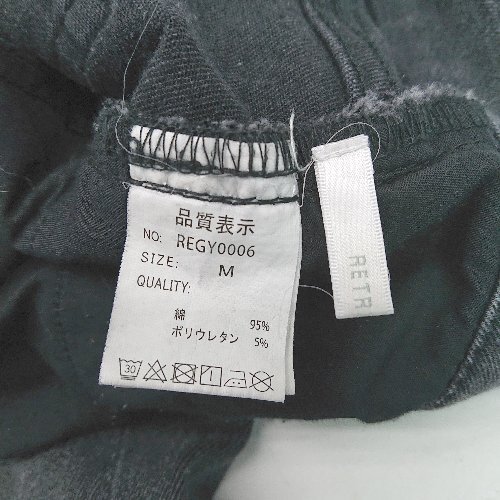 品質表示
NO: REGY0006
SIZE: M
QUALITY:
綿 95%
ポリウレタン 5%
30
RETR